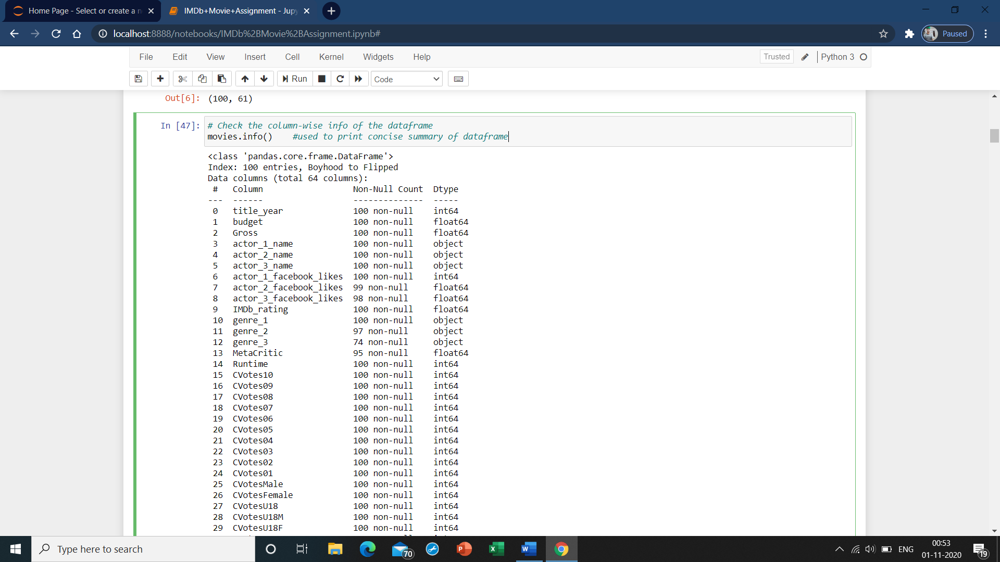 Home Page - Select or create a n
IMDb+Movie+Assignment - Jupy
localhost:8888/notebooks/IMDb%2BMovie%2BAssignment.ipynb#
Paused
File Edit View Insert Cell Kernel Widgets Help
Trusted
Python 3
Run
Code
Out[6]: (100, 61)
In [47]: # Check the column-wise info of the dataframe
movies.info()    #used to print concise summary of dataframe
<class 'pandas.core.frame.DataFrame'>
Index: 100 entries, Boyhood to Flipped
Data columns (total 64 columns):
 #   Column                  Non-Null Count  Dtype
---  ------                  --------------  -----
 0   title_year              100 non-null    int64
 1   budget                  100 non-null    float64
 2   Gross                   100 non-null    float64
 3   actor_1_name            100 non-null    object
 4   actor_2_name            100 non-null    object
 5   actor_3_name            100 non-null    object
 6   actor_1_facebook_likes  100 non-null    int64
 7   actor_2_facebook_likes  99 non-null     float64
 8   actor_3_facebook_likes  98 non-null     float64
 9   IMDb_rating             100 non-null    float64
 10  genre_1                 100 non-null    object
 11  genre_2                 97 non-null     object
 12  genre_3                 74 non-null     object
 13  MetaCritic              95 non-null     float64
 14  Runtime                 100 non-null    int64
 15  CVotes10                100 non-null    int64
 16  CVotes09                100 non-null    int64
 17  CVotes08                100 non-null    int64
 18  CVotes07                100 non-null    int64
 19  CVotes06                100 non-null    int64
 20  CVotes05                100 non-null    int64
 21  CVotes04                100 non-null    int64
 22  CVotes03                100 non-null    int64
 23  CVotes02                100 non-null    int64
 24  CVotes01                100 non-null    int64
 25  CVotesMale              100 non-null    int64
 26  CVotesFemale            100 non-null    int64
 27  CVotesU18               100 non-null    int64
 28  CVotesU18M              100 non-null    int64
 29  CVotesU18F              100 non-null    int64
Type here to search
70
ENG
00:53
01-11-2020
19